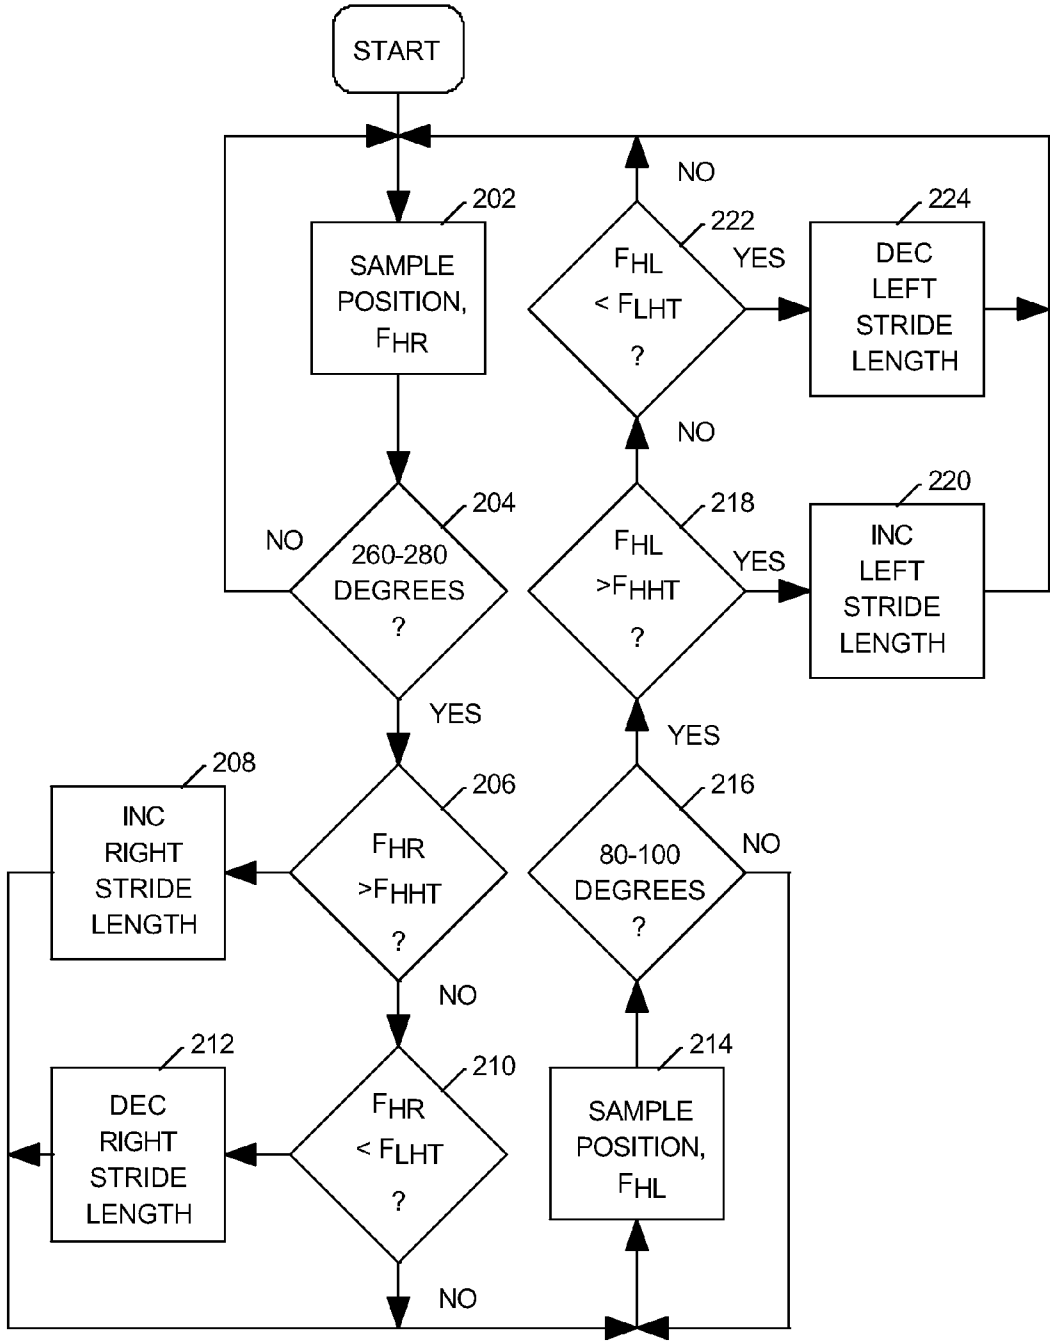 START
202
SAMPLE
POSITION,
FHR
204
NO
260-280
DEGREES
?
YES
206
FHR
>FHHT
?
208
INC
RIGHT
STRIDE
LENGTH
NO
210
FHR
< FLHT
?
212
DEC
RIGHT
STRIDE
LENGTH
NO
214
SAMPLE
POSITION,
FHL
216
80-100
DEGREES
?
NO
YES
218
FHL
>FHHT
?
YES
220
INC
LEFT
STRIDE
LENGTH
NO
222
FHL
< FLHT
?
YES
224
DEC
LEFT
STRIDE
LENGTH
NO